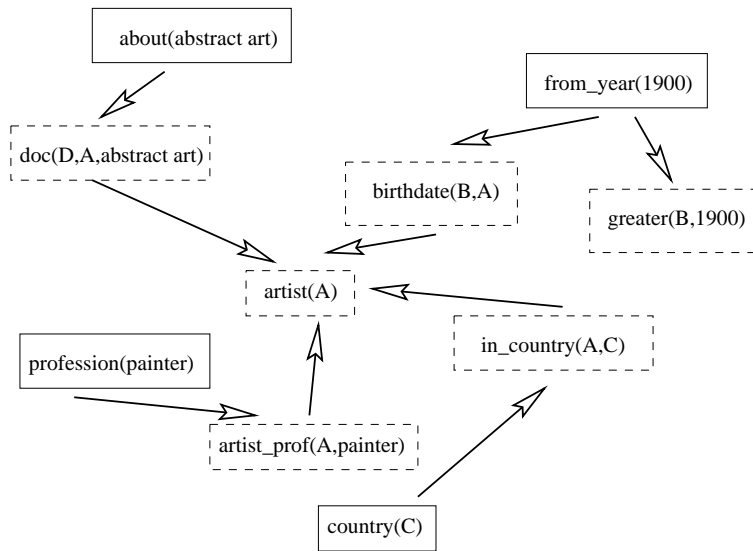 about(abstract art)
from_year(1900)
doc(D,A,abstract art)
birthdate(B,A)
greater(B,1900)
artist(A)
in_country(A,C)
profession(painter)
artist_prof(A,painter)
country(C)